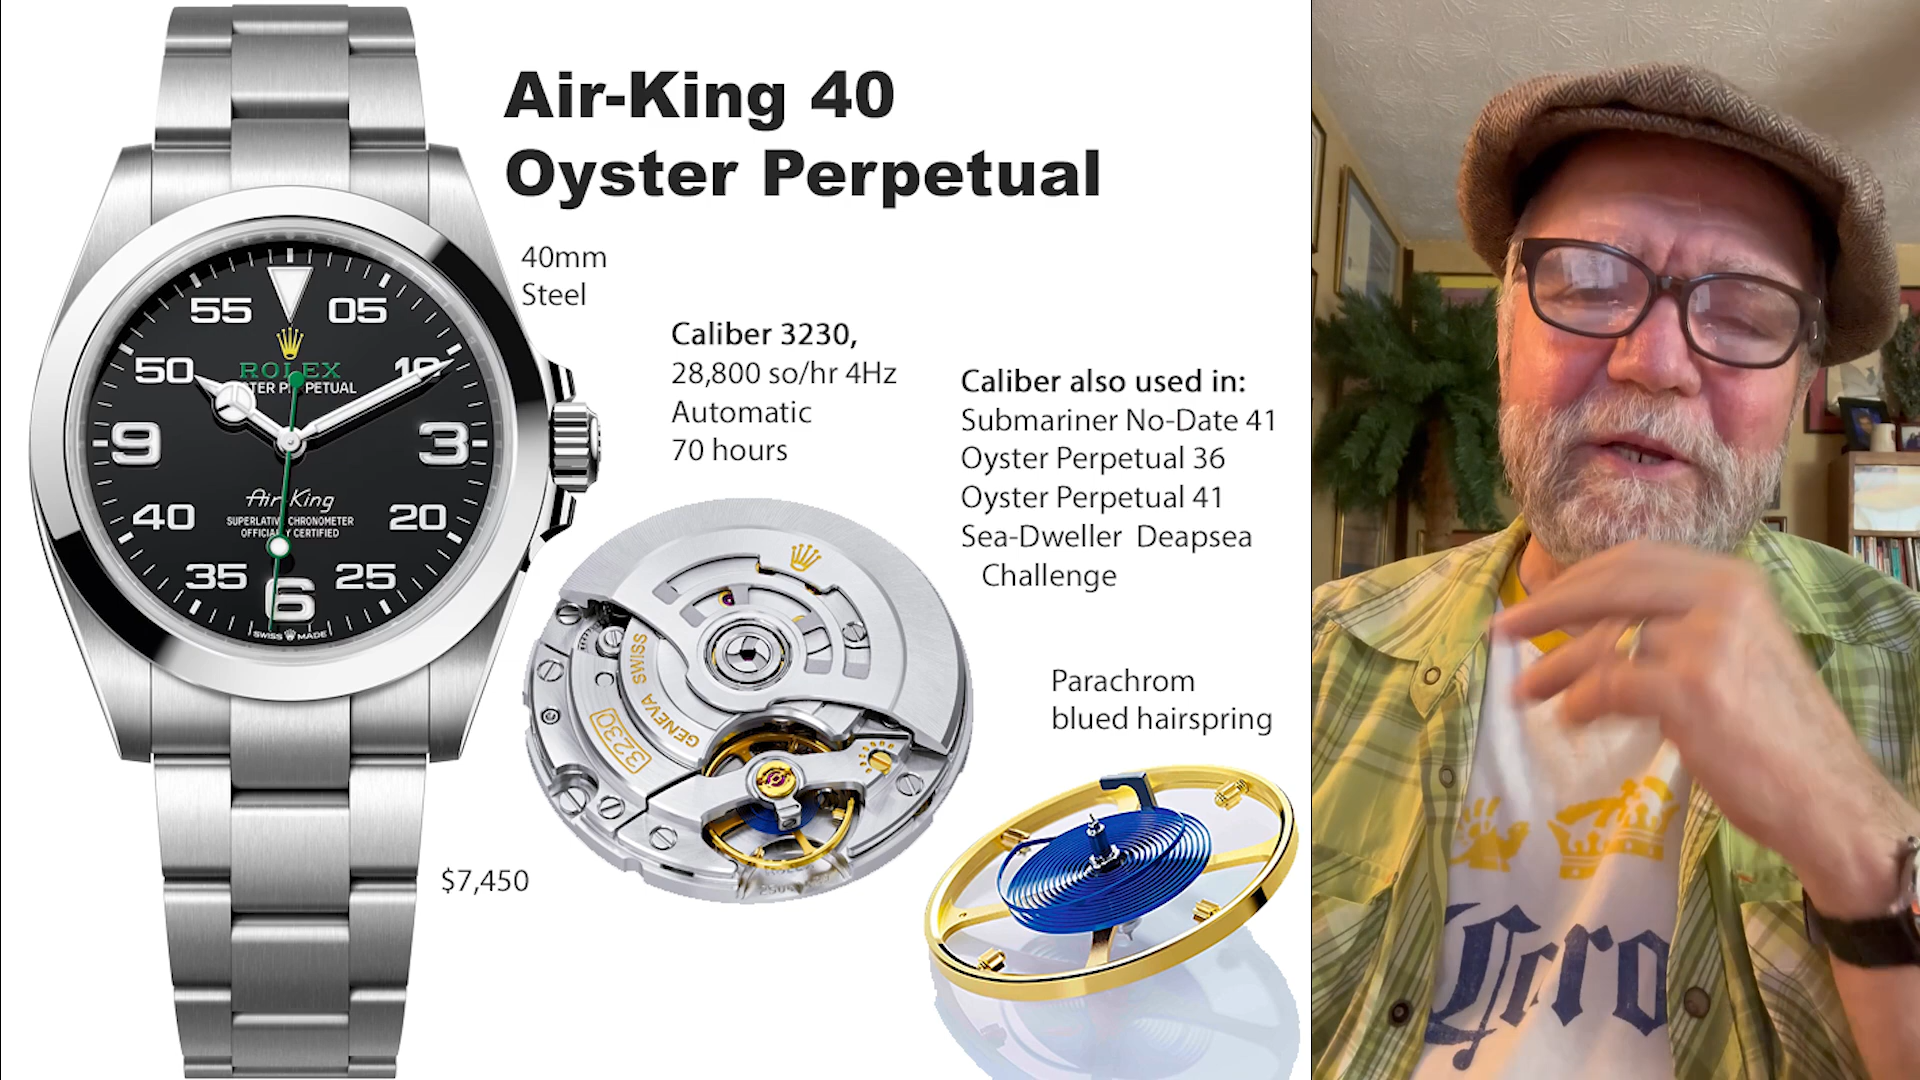 Air-King 40
Oyster Perpetual
40mm
Steel
Caliber 3230,
28,800 so/hr 4Hz
Automatic
70 hours
Caliber also used in:
Submariner No-Date 41
Oyster Perpetual 36
Oyster Perpetual 41
Sea-Dweller Deapsea
Challenge
Parachrom
blued hairspring
$7,450
55 05
50 10
9 3
40 20
35 25
6
ROLEX
PERPETUAL
Air-King
SUPERLATIVE CHRONOMETER
OFFICIALLY CERTIFIED
SWISS MADE
3230
GENEVA SWISS